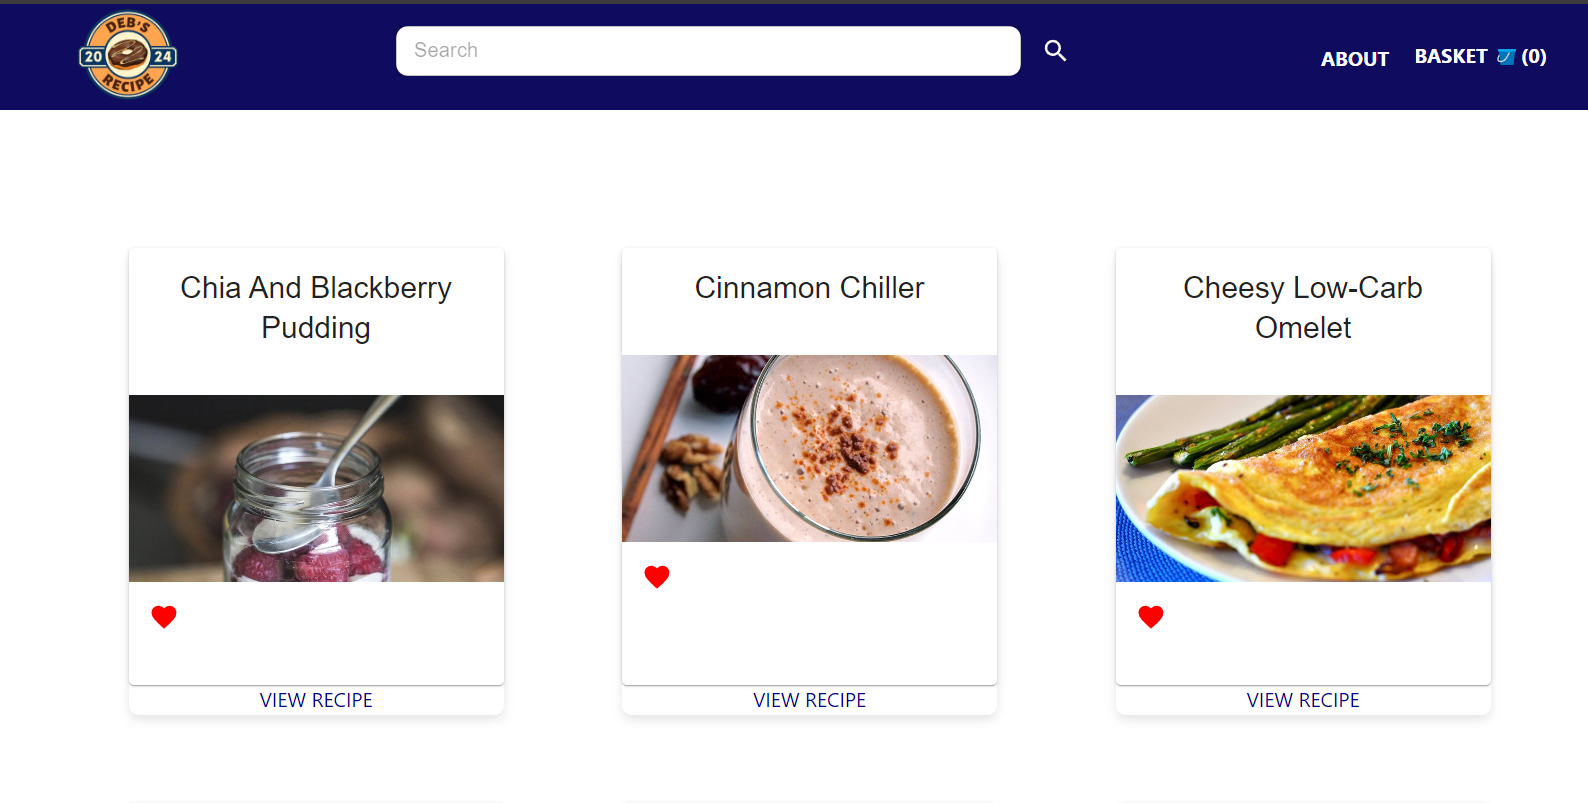 DEB'S
20 24
RECIPE
Search
ABOUT
BASKET (0)
Chia And Blackberry
Pudding
Cinnamon Chiller
Cheesy Low-Carb
Omelet
VIEW RECIPE
VIEW RECIPE
VIEW RECIPE